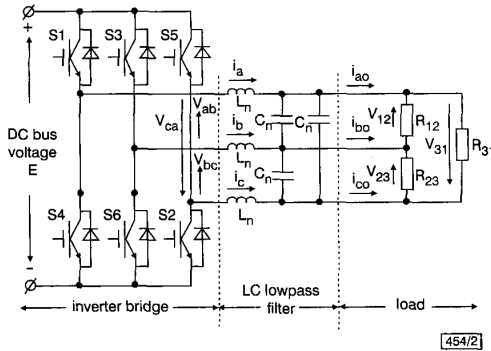 +
S1
S3
S5
DC bus
voltage
E
V_ca
V_ab
V_bc
i_a
L_n
i_b
L_n
i_c
L_n
C_n
C_n
C_n
i_ao
i_bo
i_co
V_12
R_12
V_23
R_23
V_31
R_31
S4
S6
S2
-
inverter bridge
LC lowpass
filter
load
454/2